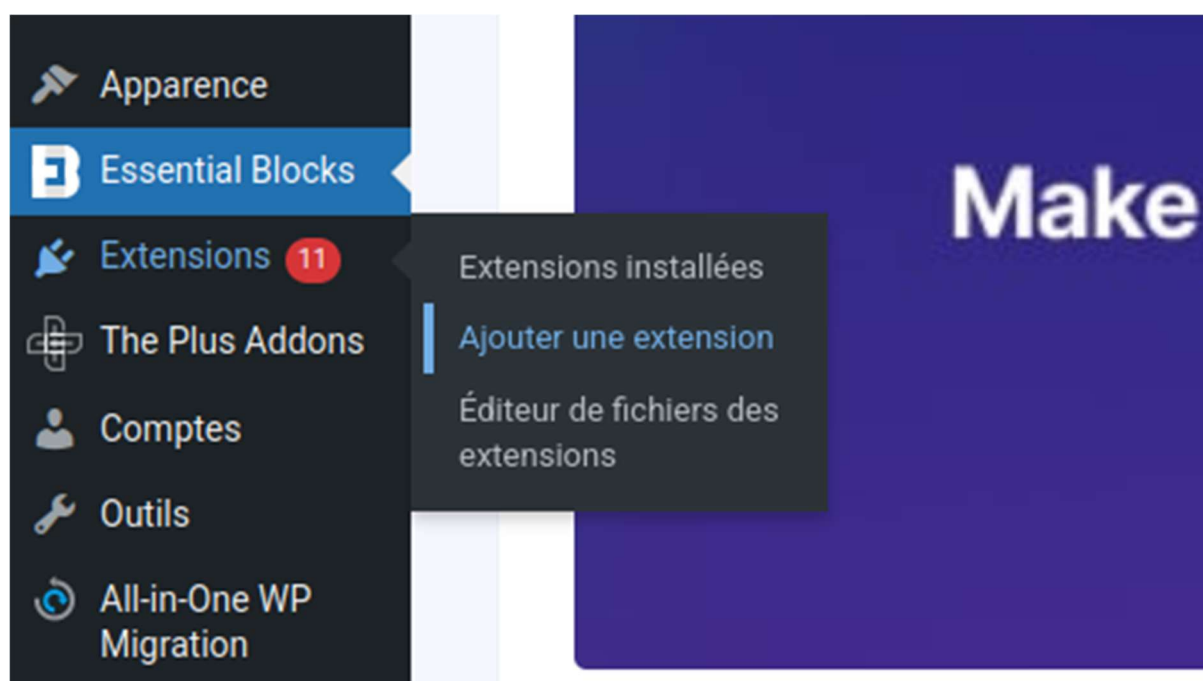 Apparence
Essential Blocks
Extensions 11
The Plus Addons
Comptes
Outils
All-in-One WP
Migration
Extensions installées
Ajouter une extension
Éditeur de fichiers des
extensions
Make